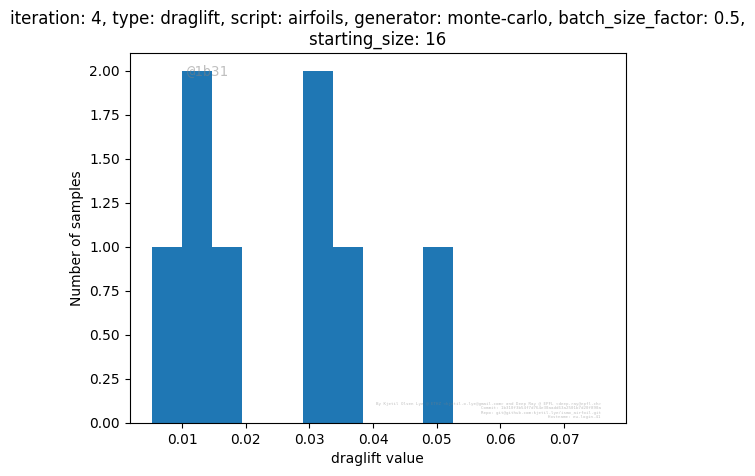 iteration: 4, type: draglift, script: airfoils, generator: monte-carlo, batch_size_factor: 0.5,
starting_size: 16
@1b31
2.00
1.75
1.50
1.25
1.00
0.75
0.50
0.25
0.00
Number of samples
0.01 0.02 0.03 0.04 0.05 0.06 0.07
draglift value